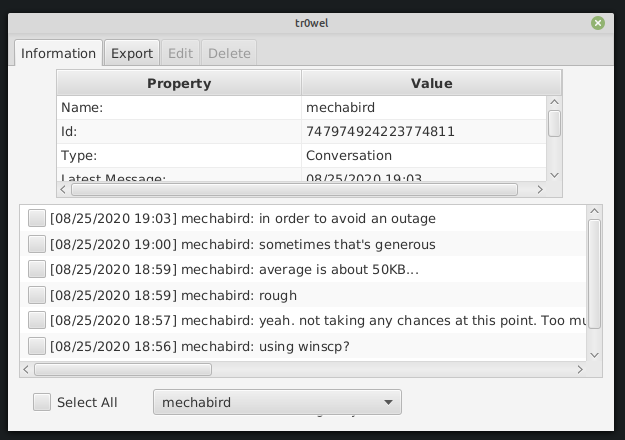 tr0wel
Information Export Edit Delete
Property Value
Name: mechabird
Id: 747974924223774811
Type: Conversation
Latest Message: 08/25/2020 19:03
[08/25/2020 19:03] mechabird: in order to avoid an outage
[08/25/2020 19:00] mechabird: sometimes that's generous
[08/25/2020 18:59] mechabird: average is about 50KB...
[08/25/2020 18:59] mechabird: rough
[08/25/2020 18:57] mechabird: yeah. not taking any chances at this point. Too mu
[08/25/2020 18:56] mechabird: using winscp?
Select All mechabird